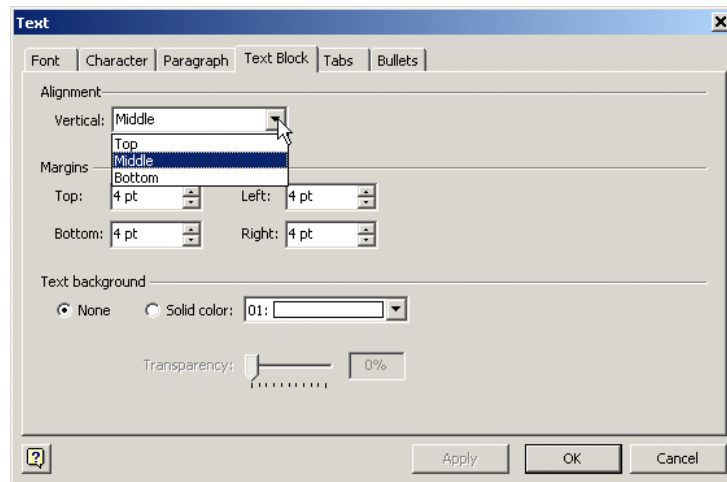 Text
Font Character Paragraph Text Block Tabs Bullets
Alignment
Vertical: Middle
Top
Middle
Bottom
Margins
Top: 4 pt Left: 4 pt
Bottom: 4 pt Right: 4 pt
Text background
None Solid color: 01:
Transparency: 0%
Apply OK Cancel